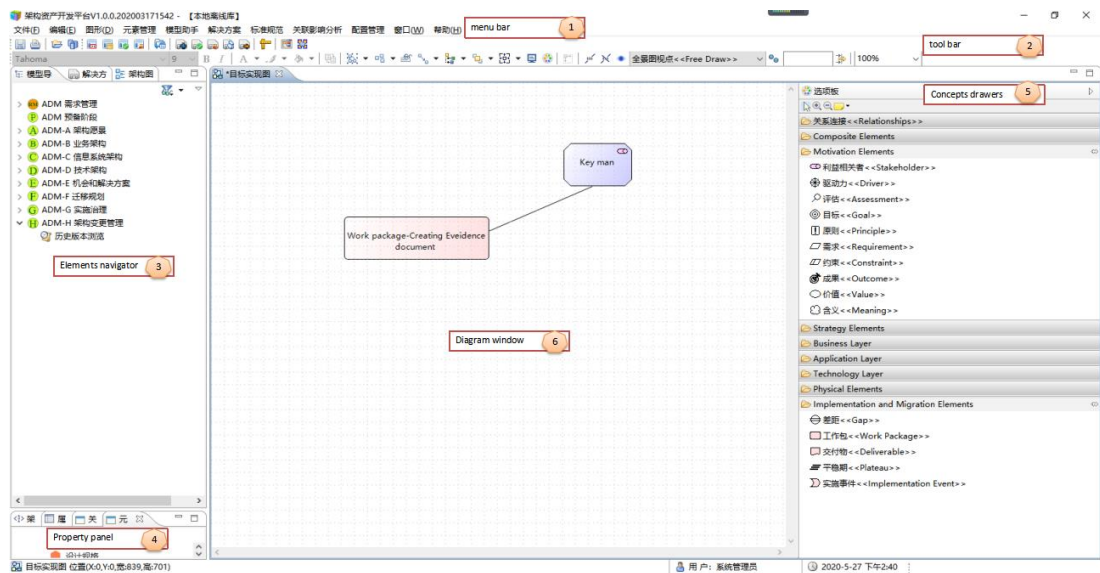 架构资产开发平台V1.0.0.202003171542 - 【本地离线库】
文件(F) 编辑(E) 图形(D) 元素管理 模型助手 解决方案 标准规范 关联影响分析 配置管理 窗口(W) 帮助(H)
menu bar
1
tool bar
2
Tahoma
9
B I A
全景图视点<<Free Draw>>
100%
模型导 解决方 架构图
*目标实现图
选项板
Concepts drawers
5
ADM 需求管理
ADM 预备阶段
ADM-A 架构愿景
ADM-B 业务架构
ADM-C 信息系统架构
ADM-D 技术架构
ADM-E 机会和解决方案
ADM-F 迁移规划
ADM-G 实施治理
ADM-H 架构变更管理
历史版本浏览
Elements navigator
3
Key man
Work package-Creating Eveidence
document
Diagram window
6
关系连接<<Relationships>>
Composite Elements
Motivation Elements
利益相关者<<Stakeholder>>
驱动力<<Driver>>
评估<<Assessment>>
目标<<Goal>>
原则<<Principle>>
需求<<Requirement>>
约束<<Constraint>>
成果<<Outcome>>
价值<<Value>>
含义<<Meaning>>
Strategy Elements
Business Layer
Application Layer
Technology Layer
Physical Elements
Implementation and Migration Elements
差距<<Gap>>
工作包<<Work Package>>
交付物<<Deliverable>>
平稳期<<Plateau>>
实施事件<<Implementation Event>>
架 属 关 元
Property panel
4
设计规格
目标实现图 位置(X:0,Y:0,宽:839,高:701)
用 户: 系统管理员
2020-5-27 下午2:40